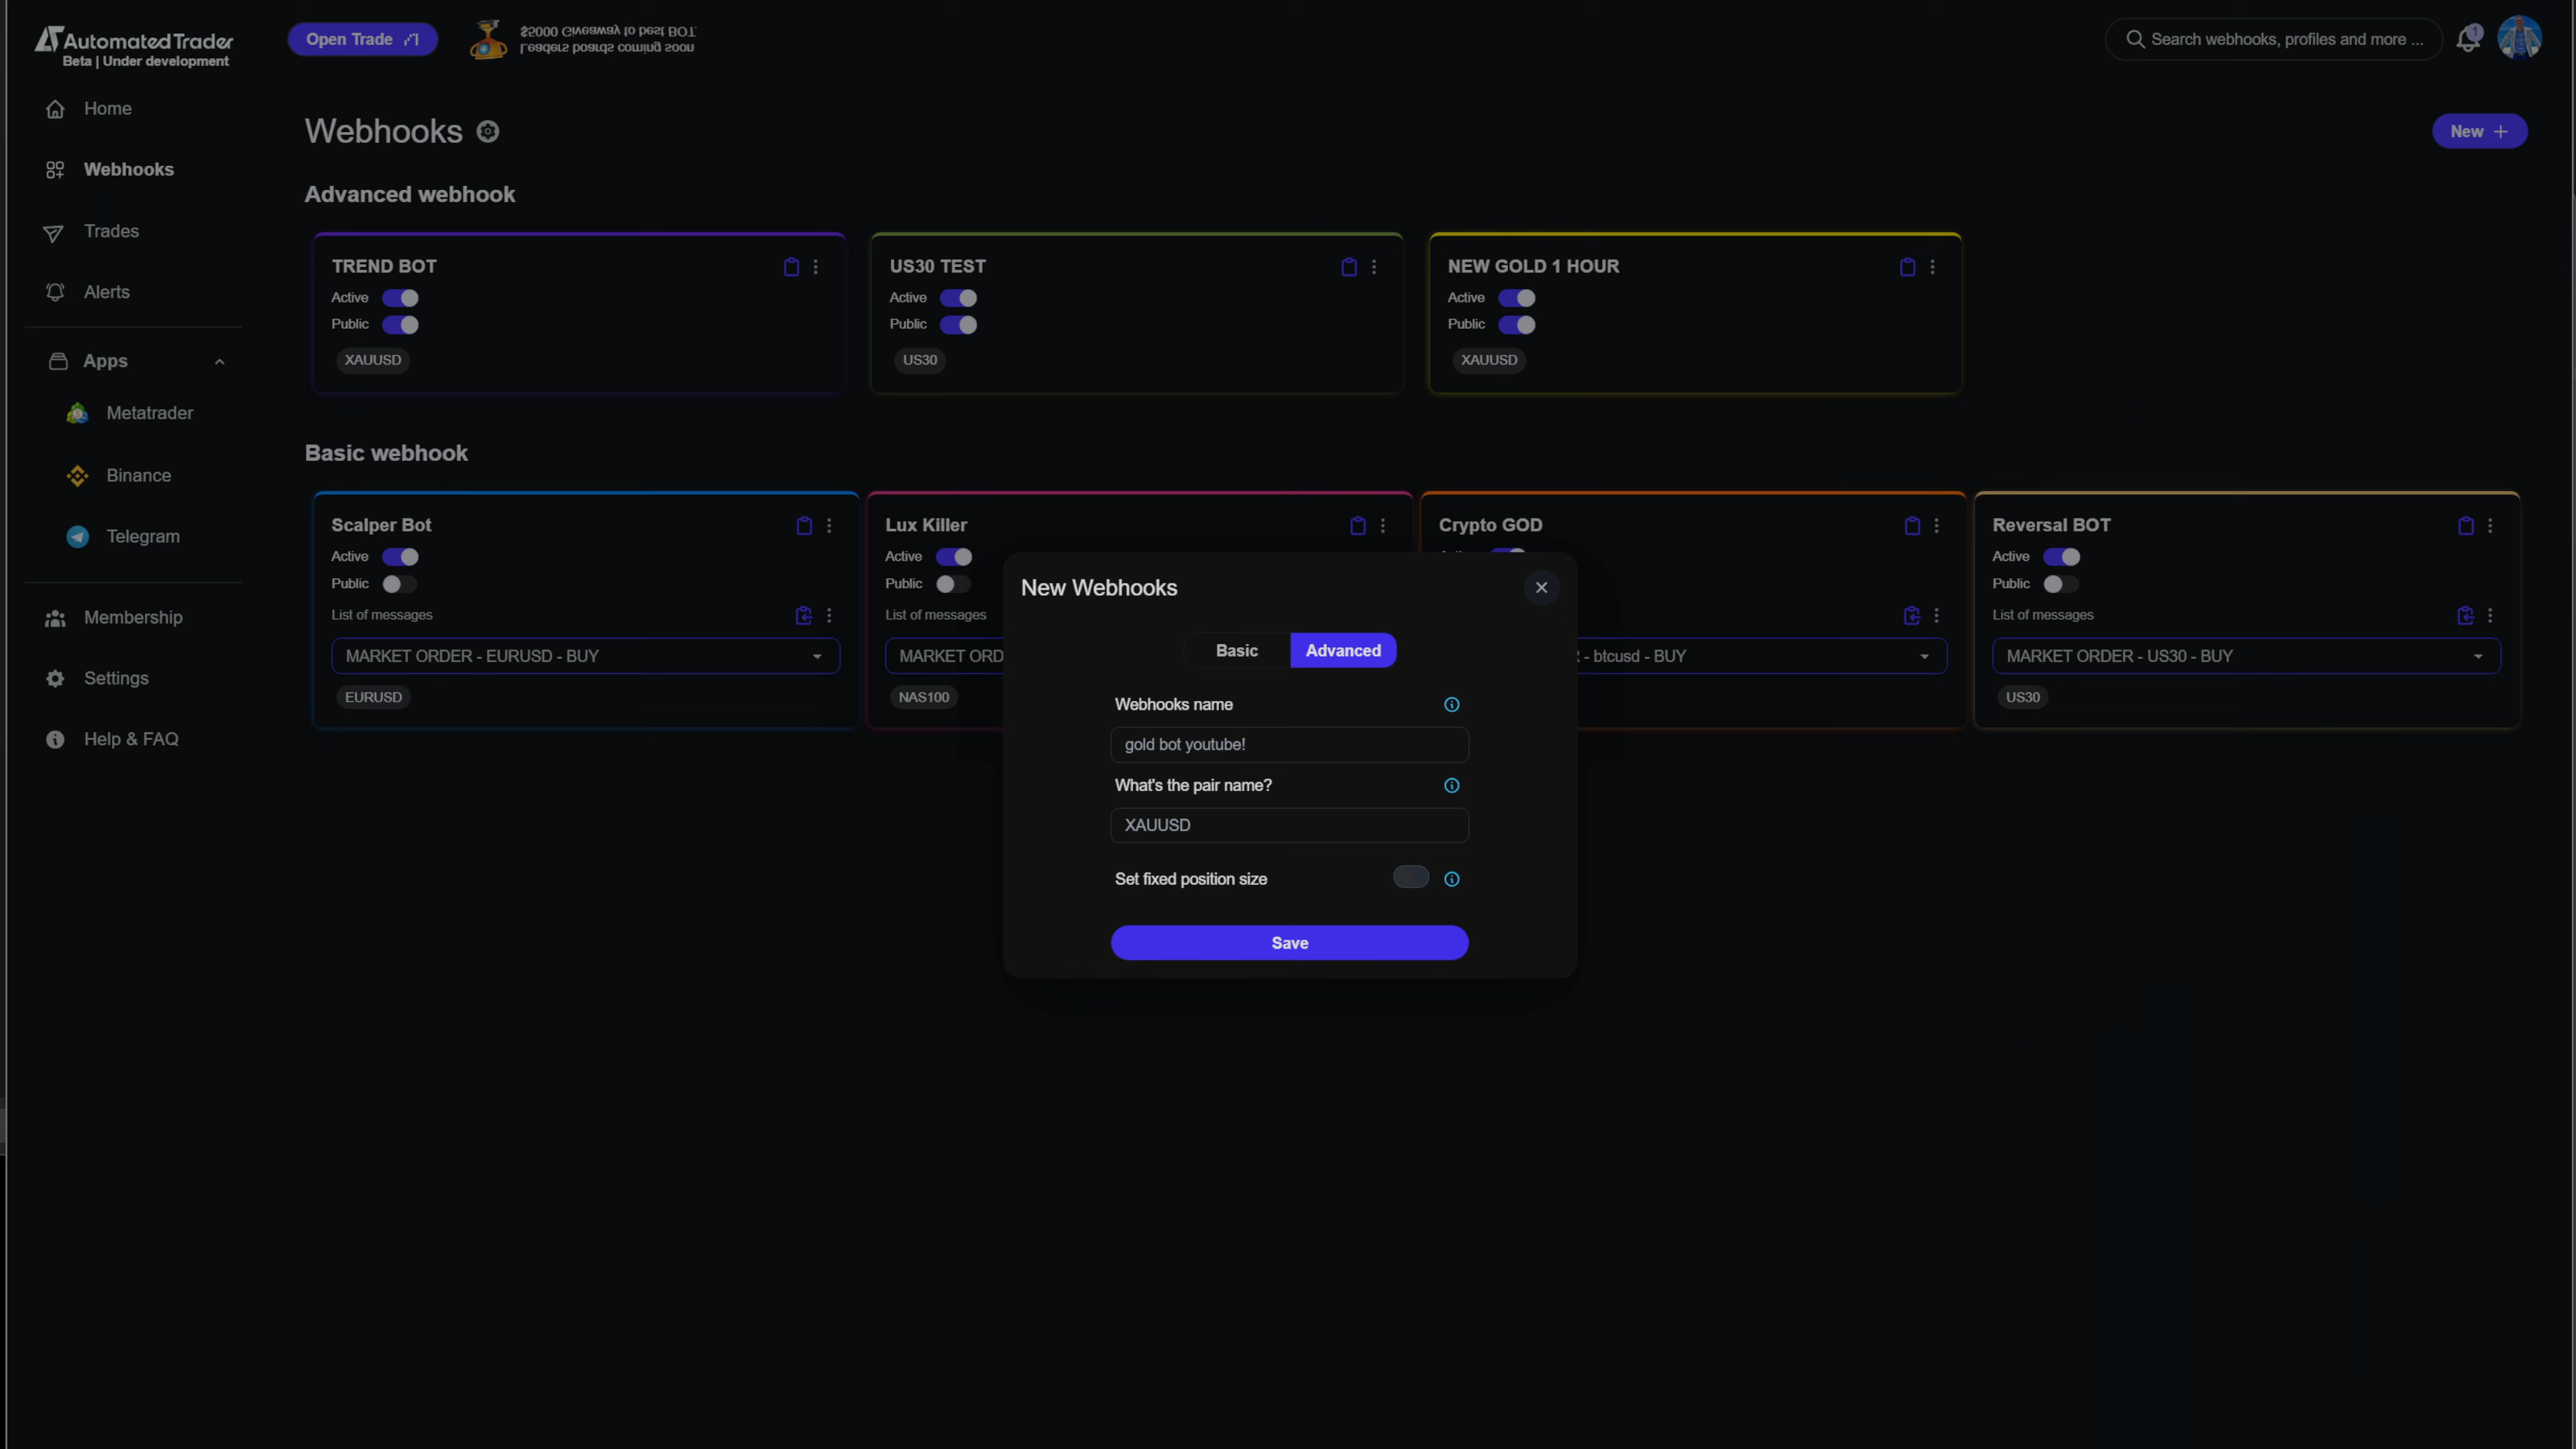 AutomatedTrader
Beta | Under development
Open Trade
$5000 Giveaway to best BOT.
Leaders boards coming soon
Search webhooks, profiles and more ...
1
Home
Webhooks
Trades
Alerts
Apps
Metatrader
Binance
Telegram
Membership
Settings
Help & FAQ
Webhooks
New +
Advanced webhook
TREND BOT
Active
Public
XAUUSD
US30 TEST
Active
Public
US30
NEW GOLD 1 HOUR
Active
Public
XAUUSD
Basic webhook
Scalper Bot
Active
Public
List of messages
MARKET ORDER - EURUSD - BUY
EURUSD
Lux Killer
Active
Public
List of messages
MARKET ORD
NAS100
Crypto GOD
- btcusd - BUY
Reversal BOT
Active
Public
List of messages
MARKET ORDER - US30 - BUY
US30
New Webhooks
Basic
Advanced
Webhooks name
gold bot youtube!
What's the pair name?
XAUUSD
Set fixed position size
Save